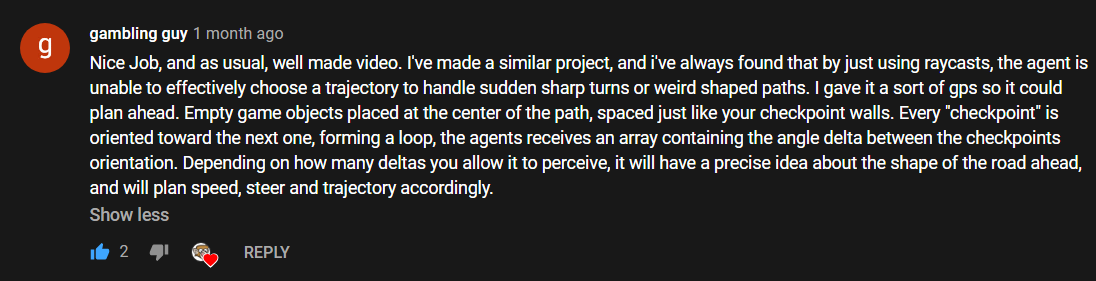 g
gambling guy 1 month ago
Nice Job, and as usual, well made video. I've made a similar project, and i've always found that by just using raycasts, the agent is
unable to effectively choose a trajectory to handle sudden sharp turns or weird shaped paths. I gave it a sort of gps so it could
plan ahead. Empty game objects placed at the center of the path, spaced just like your checkpoint walls. Every "checkpoint" is
oriented toward the next one, forming a loop, the agents receives an array containing the angle delta between the checkpoints
orientation. Depending on how many deltas you allow it to perceive, it will have a precise idea about the shape of the road ahead,
and will plan speed, steer and trajectory accordingly.
Show less
2 REPLY